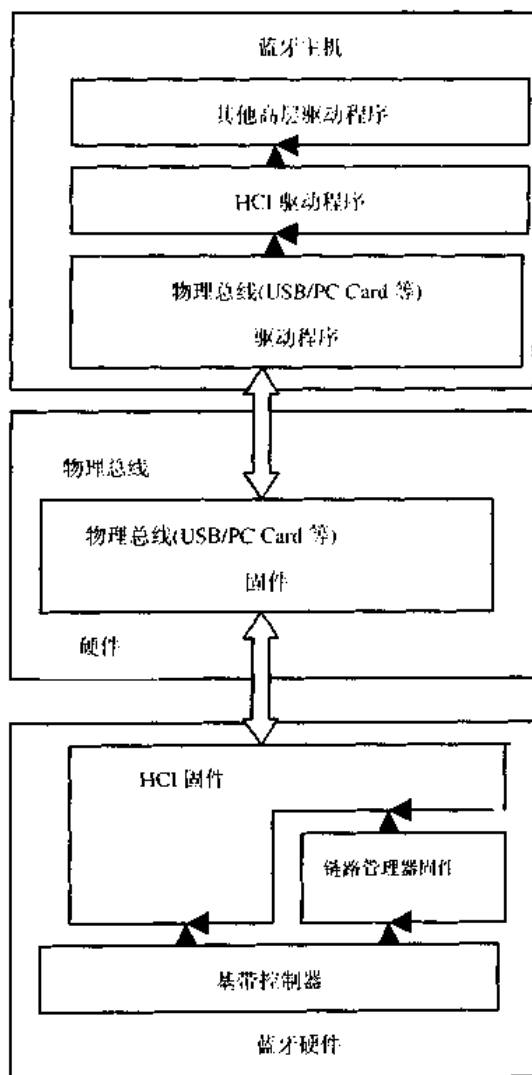 蓝牙主机
其他高层驱动程序
HCI 驱动程序
物理总线(USB/PC Card 等)
驱动程序
物理总线
物理总线(USB/PC Card 等)
固件
硬件
HCI 固件
链路管理器固件
基带控制器
蓝牙硬件